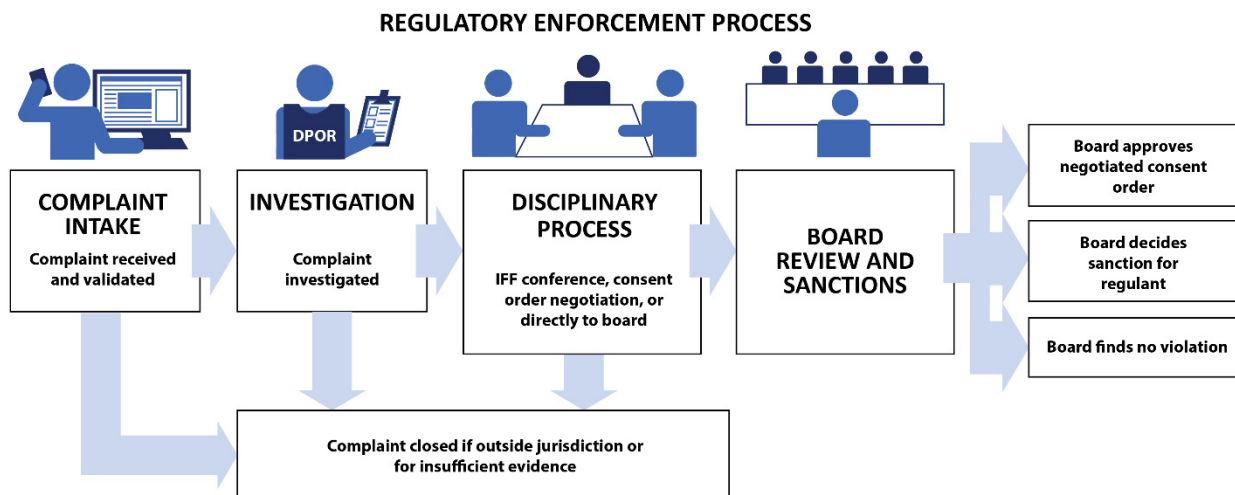 REGULATORY ENFORCEMENT PROCESS
DPOR
COMPLAINT
INTAKE
Complaint received
and validated
INVESTIGATION
Complaint
investigated
DISCIPLINARY
PROCESS
IFF conference, consent
order negotiation, or
directly to board
BOARD
REVIEW AND
SANCTIONS
Board approves
negotiated consent
order
Board decides
sanction for
regulant
Board finds no violation
Complaint closed if outside jurisdiction or
for insufficient evidence